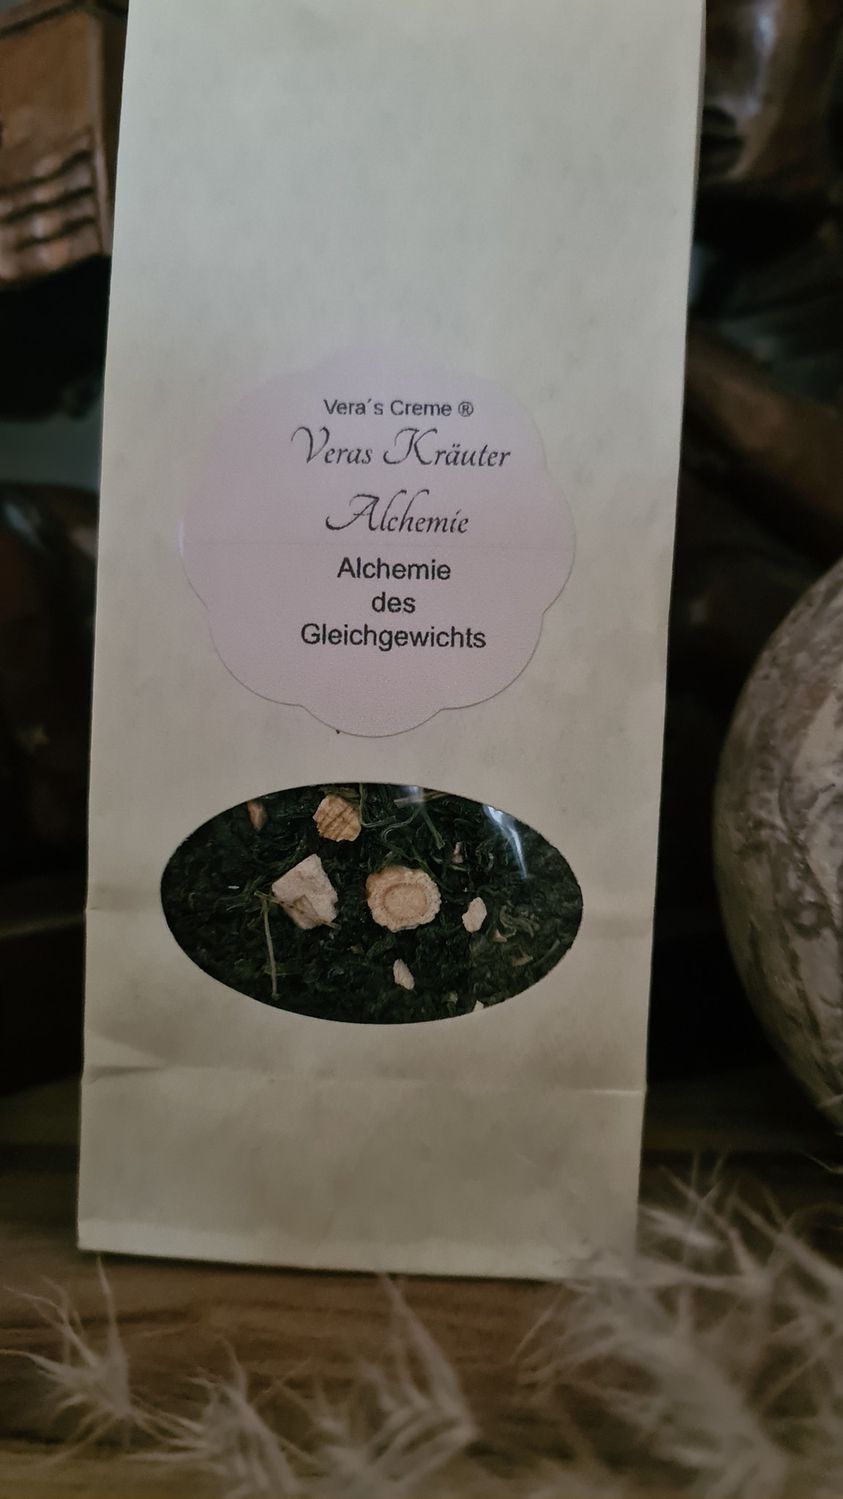 Vera´s Creme ®
Veras Kräuter
Alchemie
Alchemie
des
Gleichgewichts